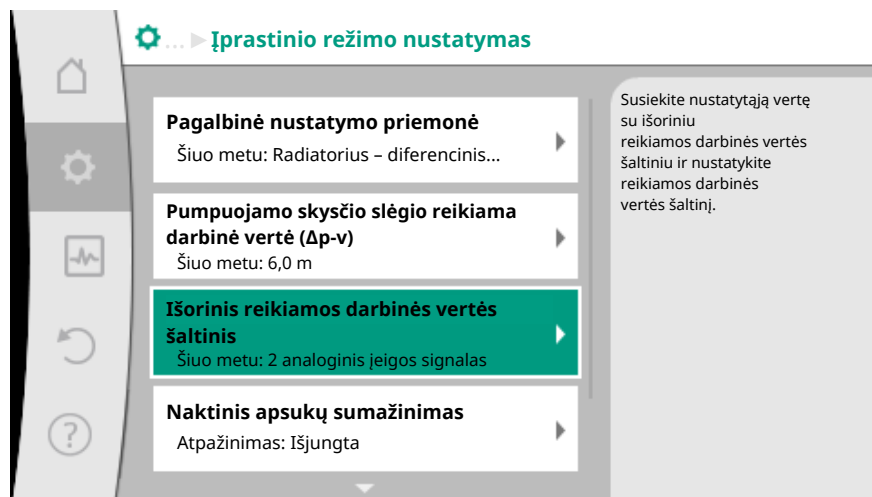 ... Įprastinio režimo nustatymas
Pagalbinė nustatymo priemonė
Šiuo metu: Radiatorius – diferencinis...
Pumpuojamo skysčio slėgio reikiama
darbinė vertė (Δp-v)
Šiuo metu: 6,0 m
Išorinis reikiamos darbinės vertės
šaltinis
Šiuo metu: 2 analoginis įeigos signalas
Naktinis apsukų sumažinimas
Atpažinimas: Išjungta
Susiekite nustatytąją vertę
su išoriniu
reikiamos darbinės vertės
šaltiniu ir nustatykite
reikiamos darbinės
vertės šaltinį.
?